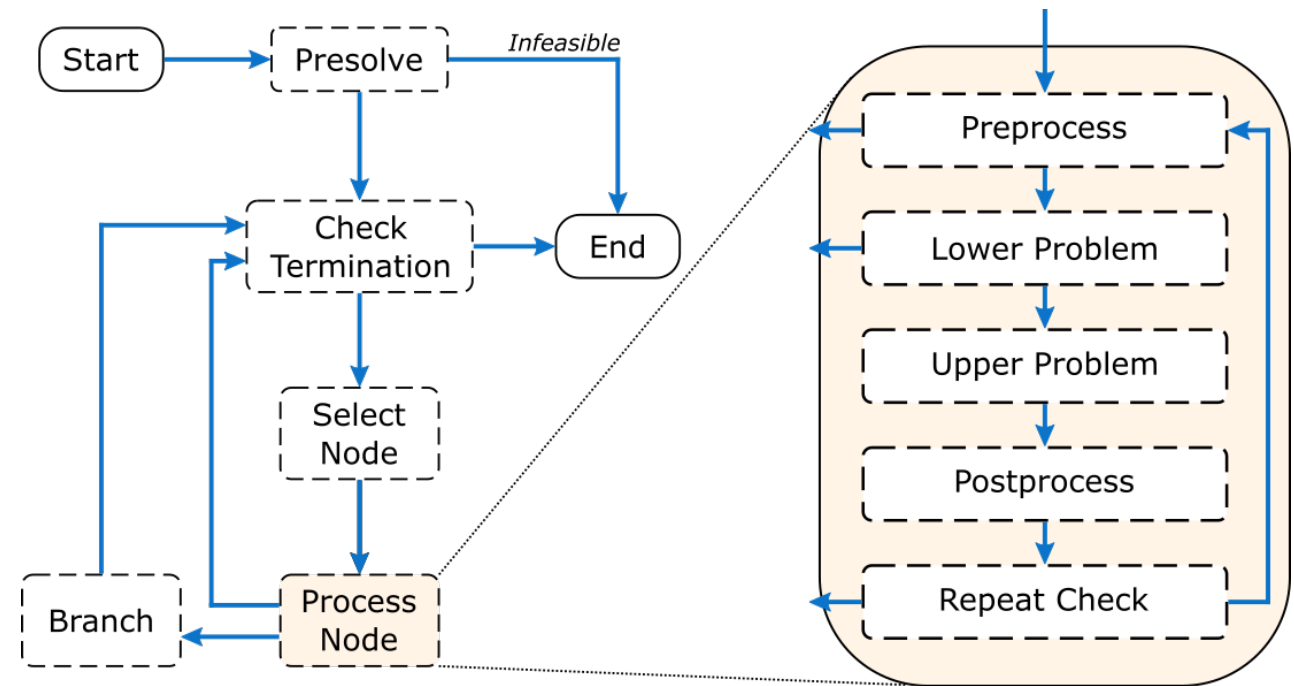 Start
Presolve
Infeasible
Check
Termination
End
Select
Node
Process
Node
Branch
Preprocess
Lower Problem
Upper Problem
Postprocess
Repeat Check